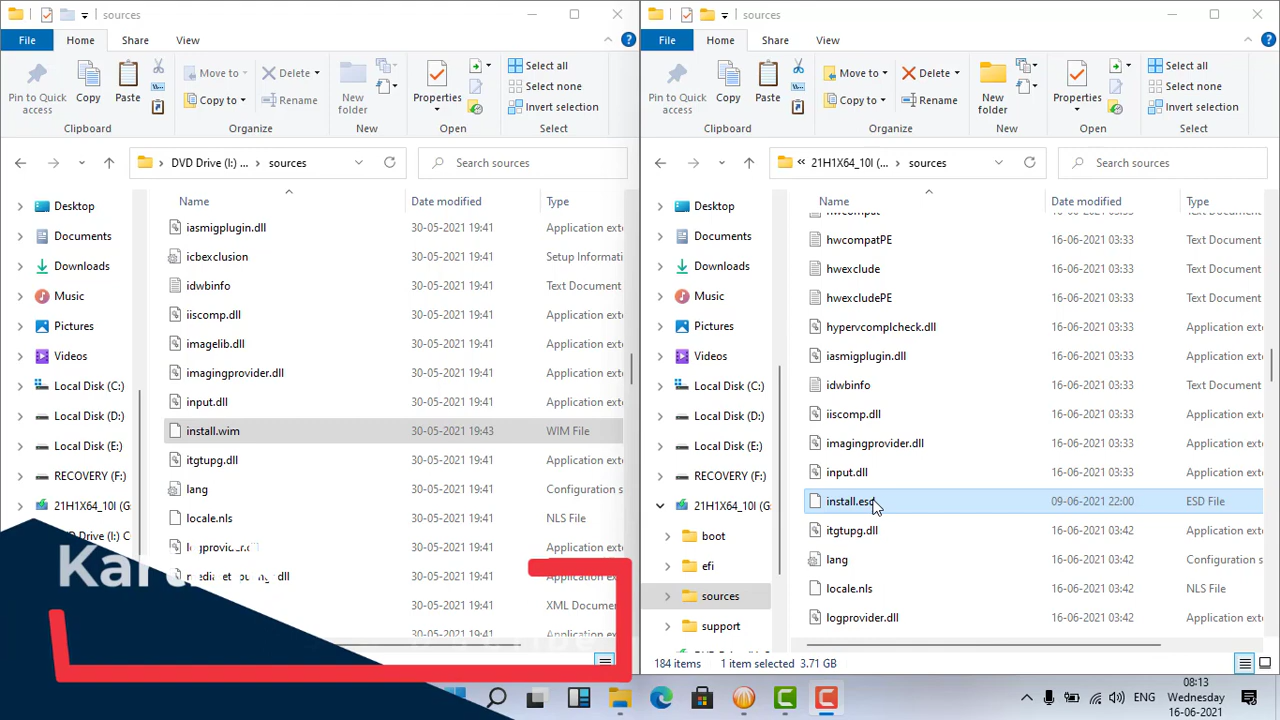 sources
File Home Share View
Pin to Quick access
Copy
Paste
Clipboard
Move to
Copy to
Delete
Rename
Organize
New folder
New
Properties
Open
Select all
Select none
Invert selection
Select
DVD Drive (I:) ... > sources
Search sources
Desktop
Documents
Downloads
Music
Pictures
Videos
Local Disk (C:)
Local Disk (D:)
Local Disk (E:)
RECOVERY (F:)
21H1X64_10I (G:
Name Date modified Type
iasmigplugin.dll 30-05-2021 19:41 Application exte
icbexclusion 30-05-2021 19:41 Setup Informati
idwbinfo 30-05-2021 19:41 Text Document
iiscomp.dll 30-05-2021 19:41 Application exte
imagelib.dll 30-05-2021 19:41 Application exte
imagingprovider.dll 30-05-2021 19:41 Application exte
input.dll 30-05-2021 19:41 Application exte
install.wim 30-05-2021 19:43 WIM File
itgtupg.dll 30-05-2021 19:41 Application exte
lang 30-05-2021 19:41 Configuration s
locale.nls 30-05-2021 19:41 NLS File
30-05-2021 19:41 Application exte
30-05-2021 19:41 Application exte
30-05-2021 19:41 XML Documen
30-05-2021 19:41
sources
File Home Share View
Pin to Quick access
Copy
Paste
Clipboard
Move to
Copy to
Delete
Rename
Organize
New folder
New
Properties
Open
Select all
Select none
Invert selection
Select
« 21H1X64_10I (... > sources
Search sources
Desktop
Documents
Downloads
Music
Pictures
Videos
Local Disk (C:)
Local Disk (D:)
Local Disk (E:)
RECOVERY (F:)
21H1X64_10I (G:
boot
efi
sources
support
Name Date modified Type
hwcompatPE 16-06-2021 03:33 Text Document
hwexclude 16-06-2021 03:33 Text Document
hwexcludePE 16-06-2021 03:33 Text Document
hypervcomplcheck.dll 16-06-2021 03:33 Application exte
iasmigplugin.dll 16-06-2021 03:33 Application exte
idwbinfo 16-06-2021 03:33 Text Document
iiscomp.dll 16-06-2021 03:33 Application exte
imagingprovider.dll 16-06-2021 03:33 Application exte
input.dll 16-06-2021 03:33 Application exte
install.esd 09-06-2021 22:00 ESD File
itgtupg.dll 16-06-2021 03:42 Application exte
lang 16-06-2021 03:42 Configuration s
locale.nls 16-06-2021 03:42 NLS File
logprovider.dll 16-06-2021 03:42 Application exte
184 items 1 item selected 3.71 GB
ENG
08:13
Wednesday
16-06-2021